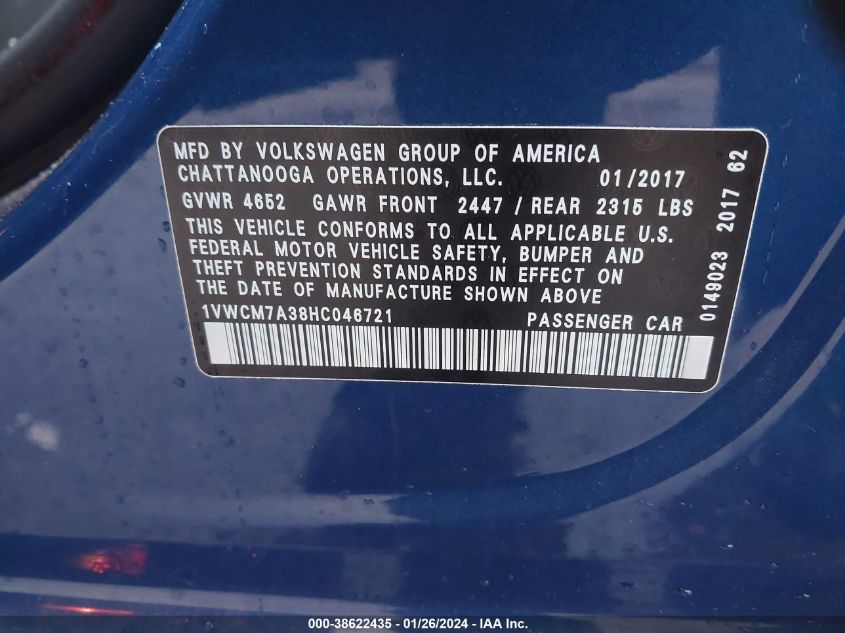 MFD BY VOLKSWAGEN GROUP OF AMERICA
CHATTANOOGA OPERATIONS, LLC. 01/2017
GVWR 4652 GAWR FRONT 2447 / REAR 2315 LBS
THIS VEHICLE CONFORMS TO ALL APPLICABLE U.S.
FEDERAL MOTOR VEHICLE SAFETY, BUMPER AND
THEFT PREVENTION STANDARDS IN EFFECT ON
THE DATE OF MANUFACTURE SHOWN ABOVE
1VWCM7A38HC046721 PASSENGER CAR
0149023 2017 62
000-38622435 - 01/26/2024 - IAA Inc.